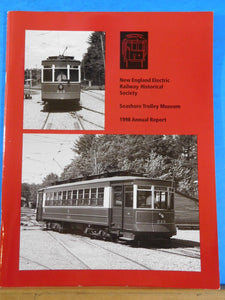 New England Electric
Railway Historical
Society
Seashore Trolley Museum
1998 Annual Report